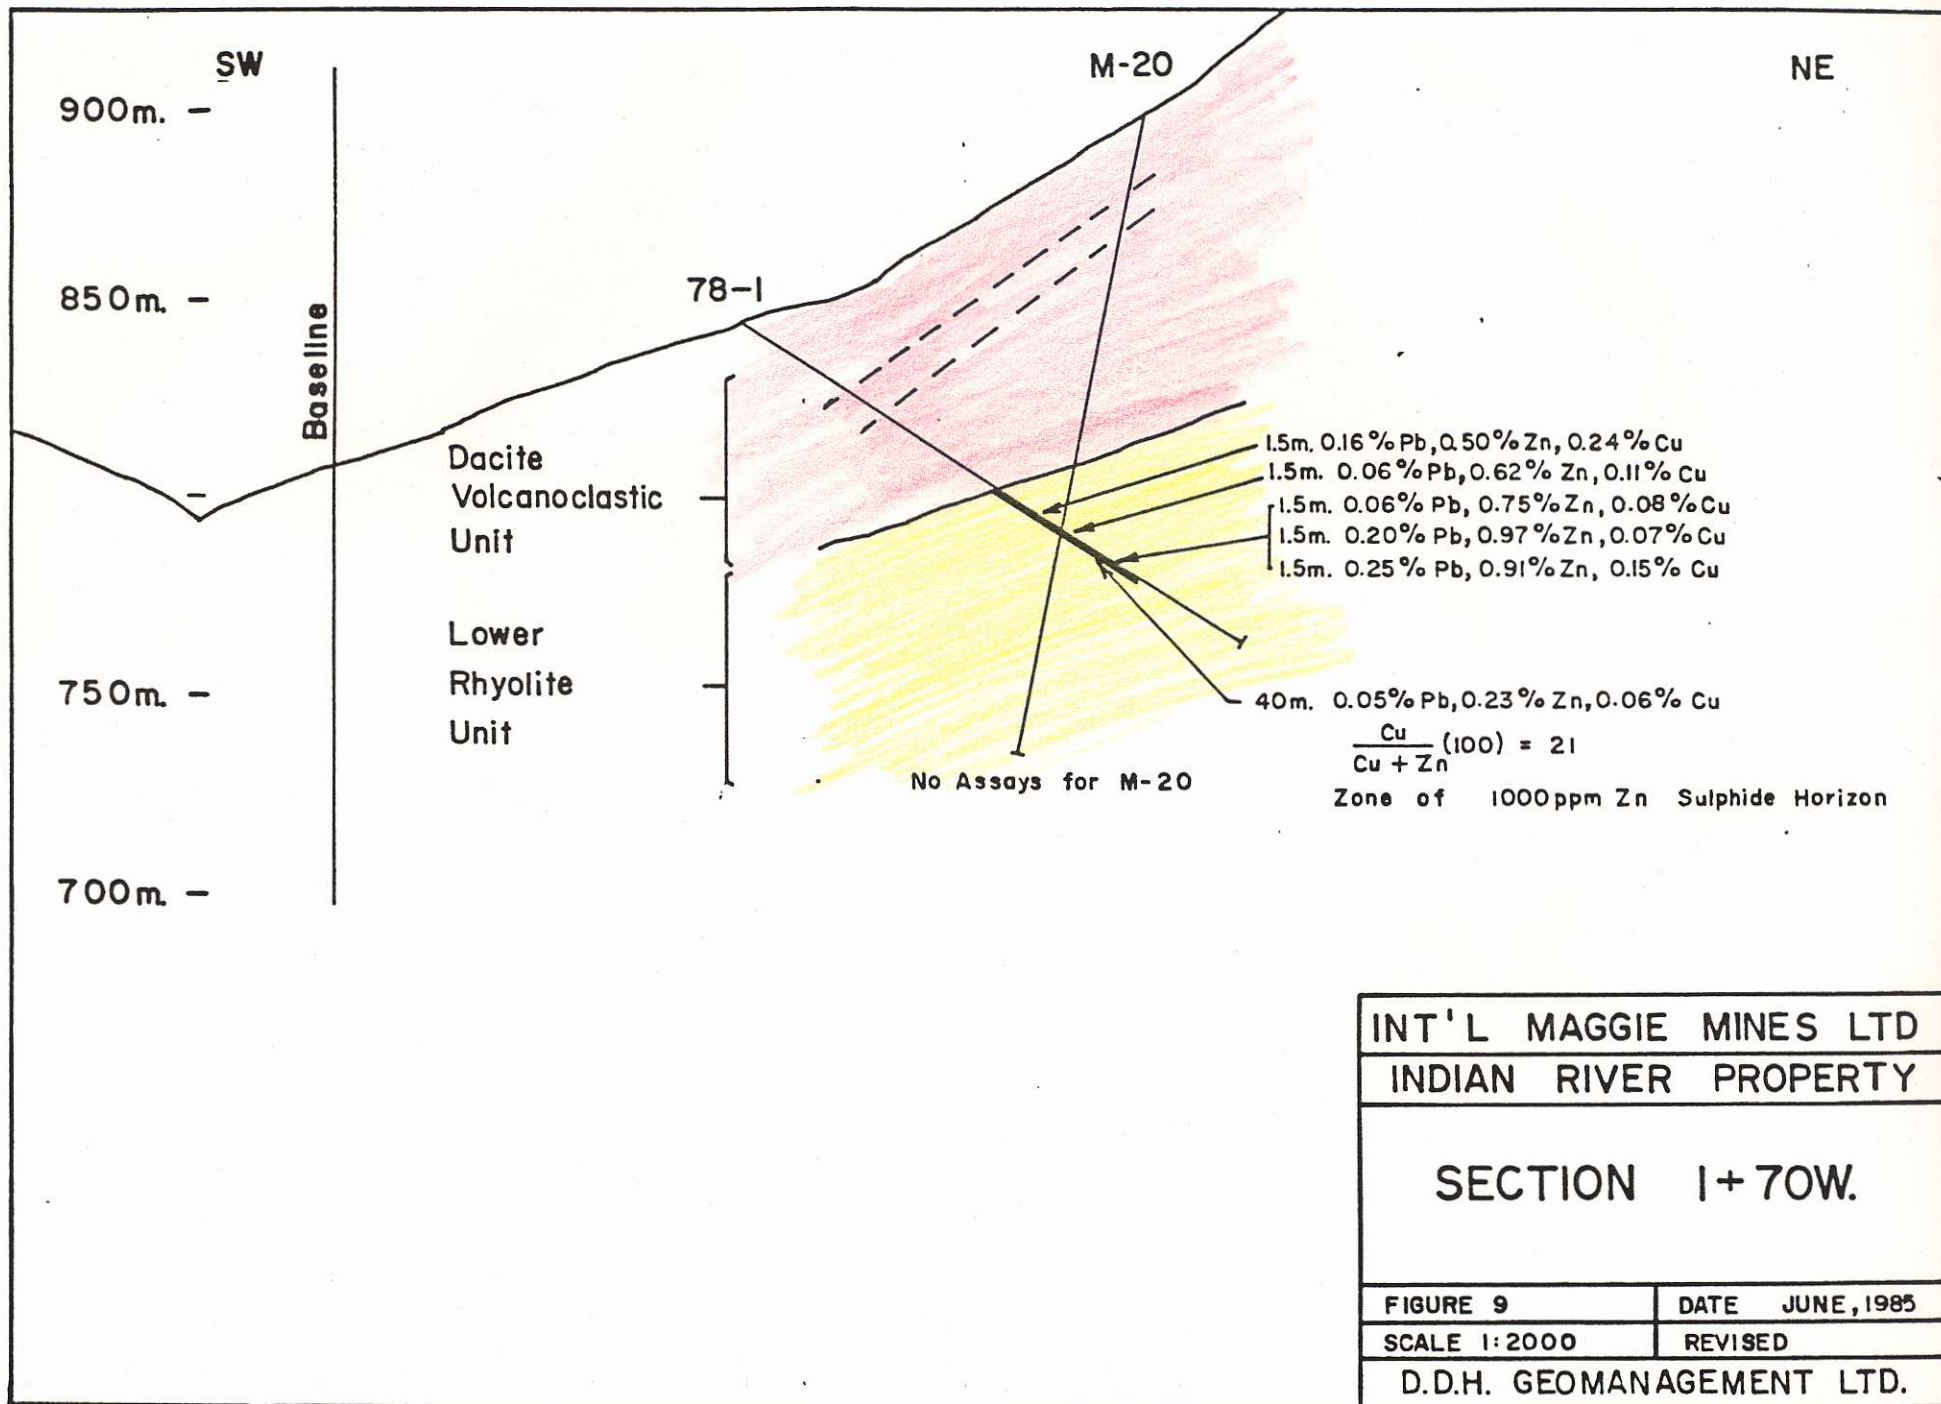 SW
M-20
NE
900m.
850m.
78-1
Baseline
Dacite
Volcanoclastic
Unit
1.5m. 0.16% Pb, 0.50% Zn, 0.24% Cu
1.5m. 0.06% Pb, 0.62% Zn, 0.11% Cu
1.5m. 0.06% Pb, 0.75% Zn, 0.08% Cu
1.5m. 0.20% Pb, 0.97% Zn, 0.07% Cu
1.5m. 0.25% Pb, 0.91% Zn, 0.15% Cu
Lower
Rhyolite
Unit
750m.
40m. 0.05% Pb, 0.23% Zn, 0.06% Cu
Cu
Cu + Zn (100) = 21
No Assays for M-20
Zone of 1000ppm Zn Sulphide Horizon
700m.
INT'L MAGGIE MINES LTD
INDIAN RIVER PROPERTY
SECTION 1+70W.
FIGURE 9
DATE JUNE, 1985
SCALE 1:2000
REVISED
D.D.H. GEOMANAGEMENT LTD.